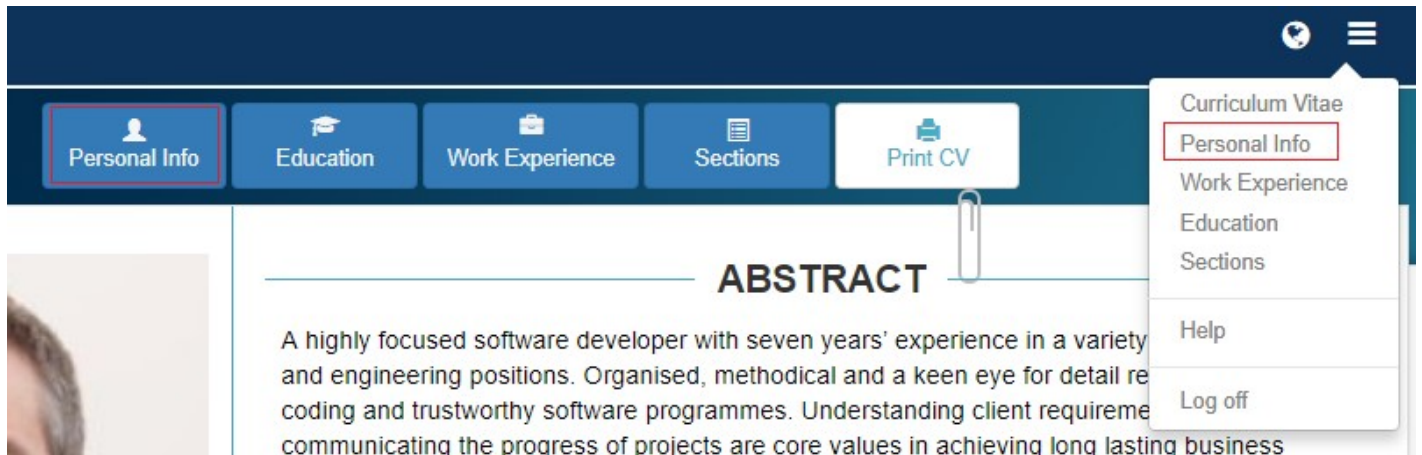 Personal Info
Education
Work Experience
Sections
Print CV
Curriculum Vitae
Personal Info
Work Experience
Education
Sections
Help
Log off
ABSTRACT
A highly focused software developer with seven years’ experience in a variety
and engineering positions. Organised, methodical and a keen eye for detail re
coding and trustworthy software programmes. Understanding client requireme
communicating the progress of projects are core values in achieving long lasting business